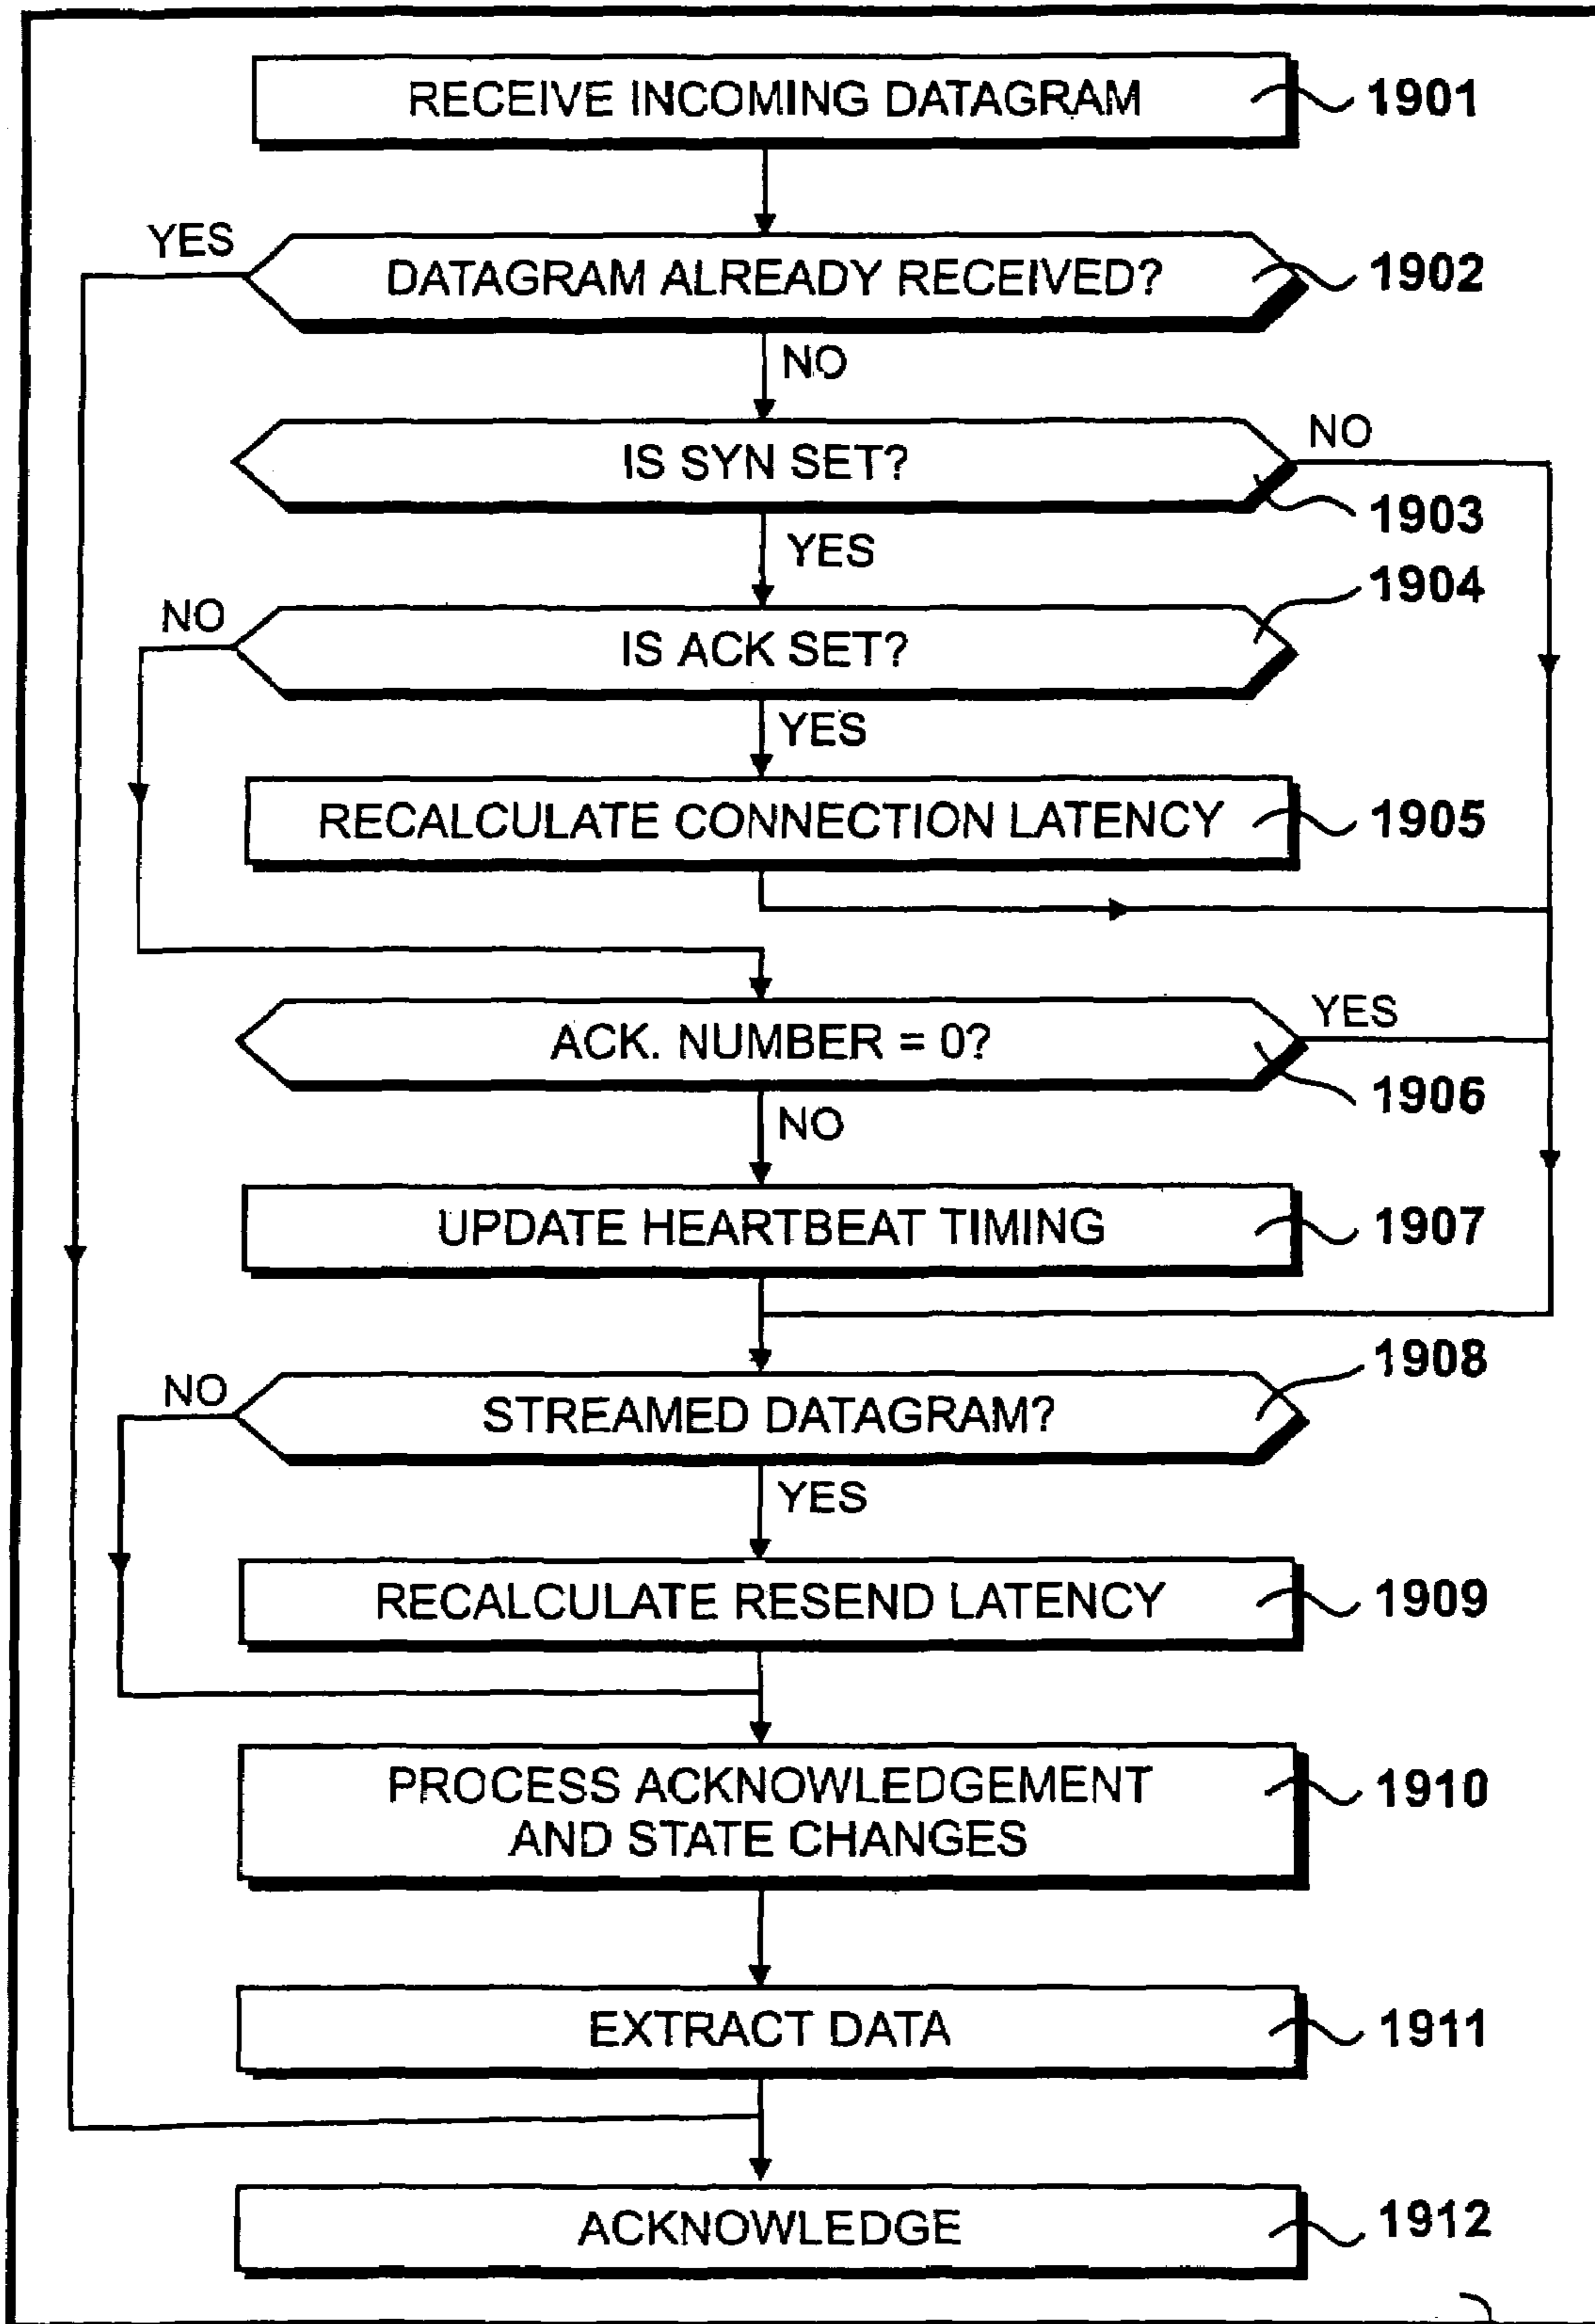 RECEIVE INCOMING DATAGRAM
1901
YES
DATAGRAM ALREADY RECEIVED?
1902
NO
NO
IS SYN SET?
1903
YES
1904
NO
IS ACK SET?
YES
RECALCULATE CONNECTION LATENCY
1905
YES
ACK. NUMBER = 0?
1906
NO
UPDATE HEARTBEAT TIMING
1907
1908
NO
STREAMED DATAGRAM?
YES
RECALCULATE RESEND LATENCY
1909
PROCESS ACKNOWLEDGEMENT
AND STATE CHANGES
1910
EXTRACT DATA
1911
ACKNOWLEDGE
1912